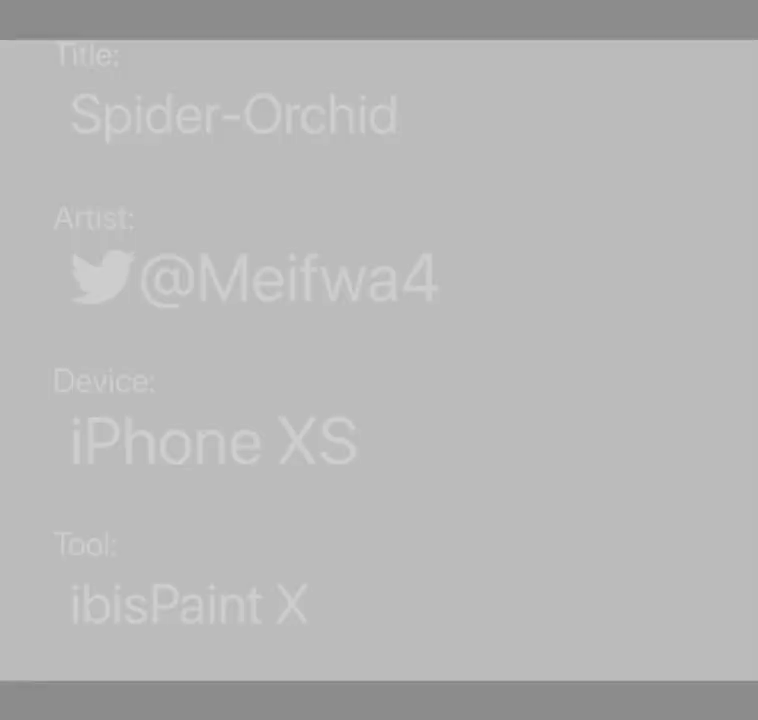 Title:
Spider-Orchid
Artist:
@Meifwa4
Device:
iPhone XS
Tool:
ibisPaint X